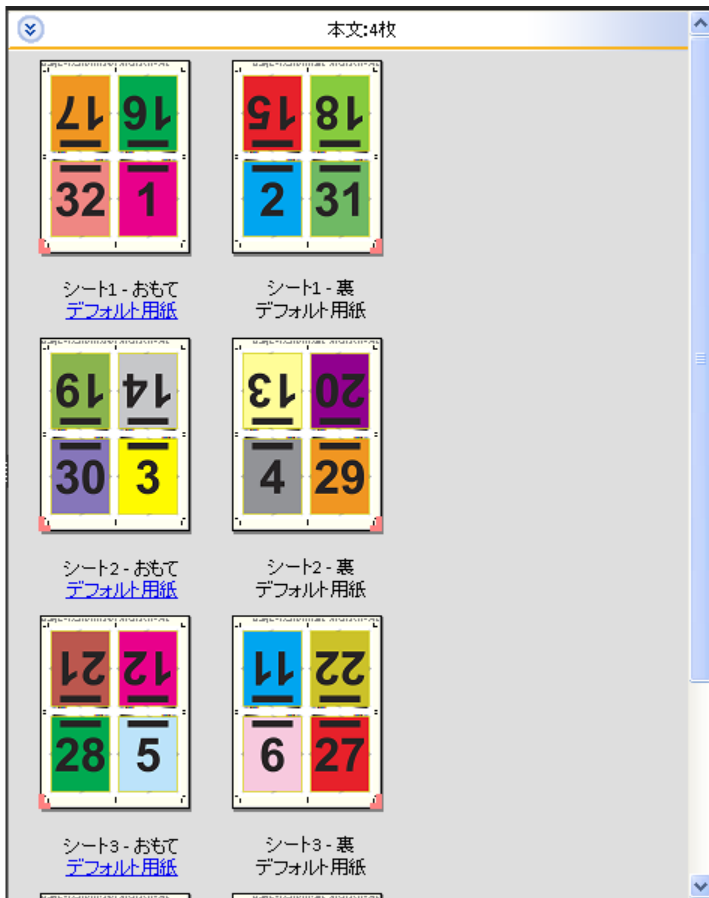 本文:4枚
17 16
32 1
15 18
2 31
シート1 - おもて
デフォルト用紙
シート1 - 裏
デフォルト用紙
19 14
30 3
13 20
4 29
シート2 - おもて
デフォルト用紙
シート2 - 裏
デフォルト用紙
21 12
28 5
11 22
6 27
シート3 - おもて
デフォルト用紙
シート3 - 裏
デフォルト用紙